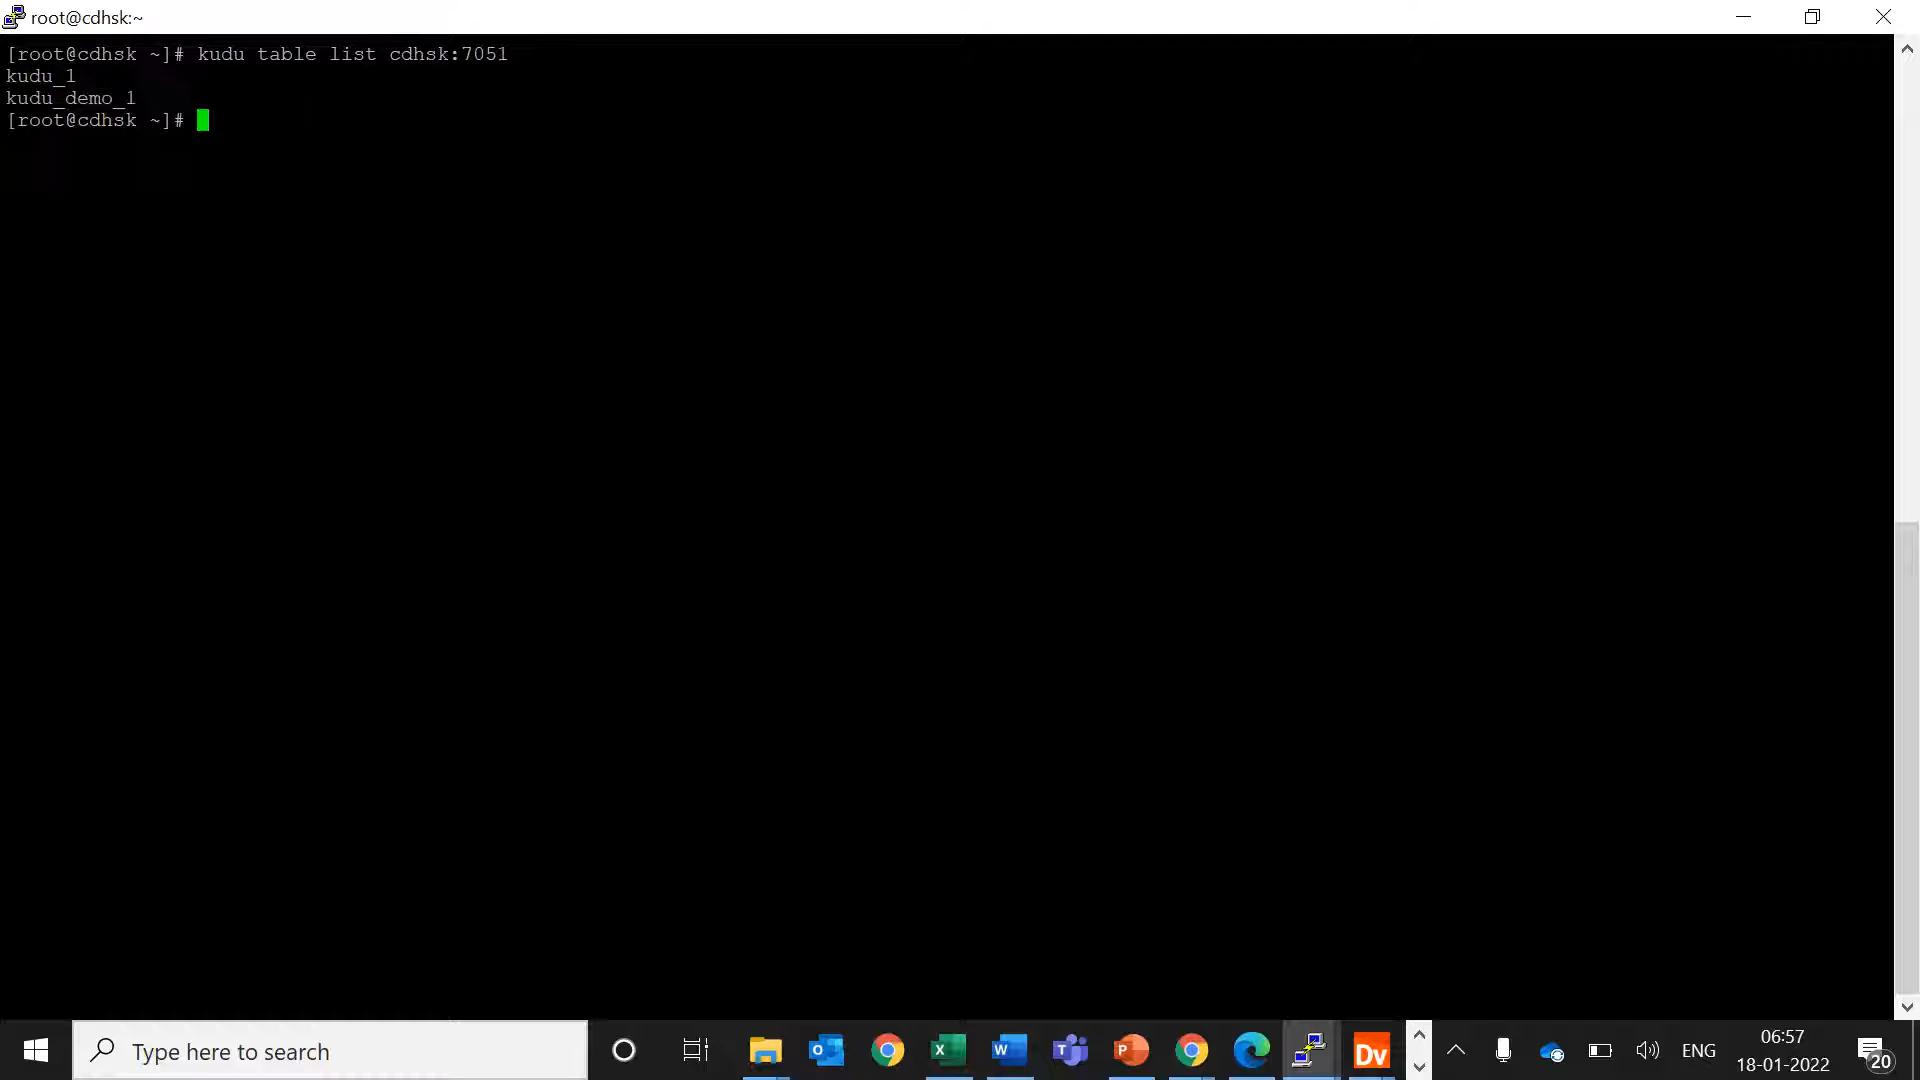 root@cdhsk:~
[root@cdhsk ~]# kudu table list cdhsk:7051
kudu_1
kudu_demo_1
[root@cdhsk ~]#
Type here to search
Dv
ENG
06:57
18-01-2022
20